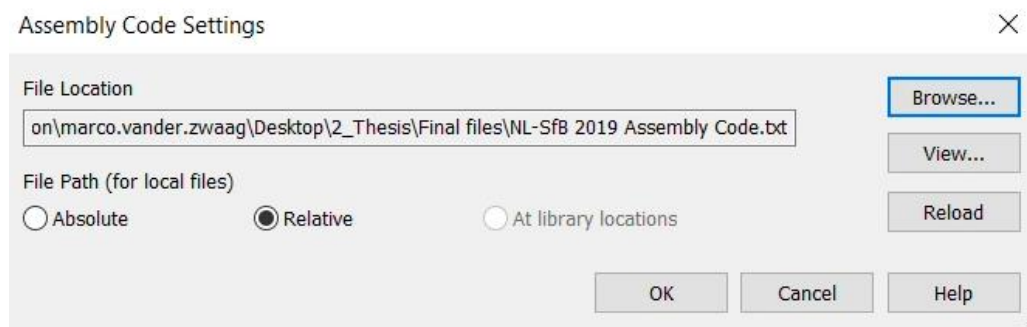 Assembly Code Settings
File Location
Browse...
on\marco.vander.zwaag\Desktop\2_Thesis\Final files\NL-SfB 2019 Assembly Code.txt
View...
File Path (for local files)
Absolute Relative At library locations
Reload
OK Cancel Help